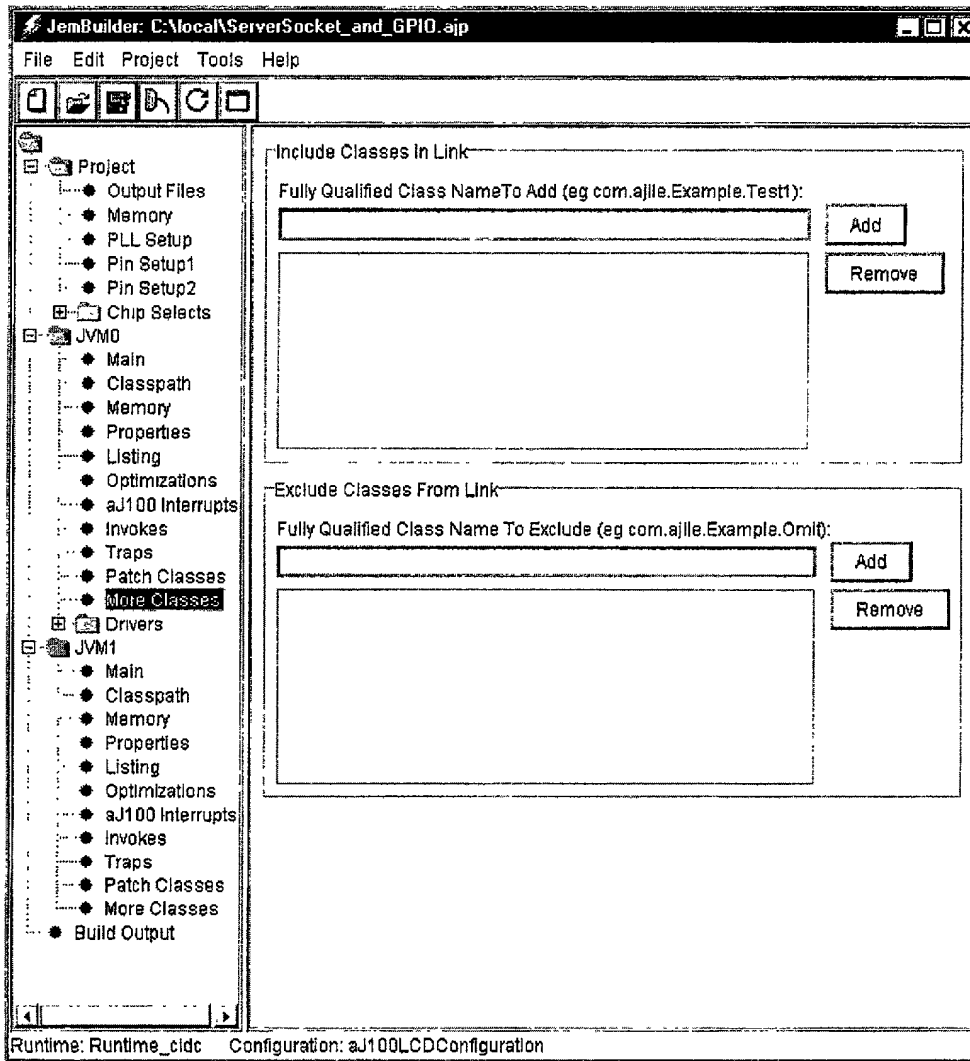 JemBuilder: C:\local\ServerSocket_and_GPIO.ajp
File Edit Project Tools Help
Project
Output Files
Memory
PLL Setup
Pin Setup1
Pin Setup2
Chip Selects
JVM0
Main
Classpath
Memory
Properties
Listing
Optimizations
aJ100 Interrupts
Invokes
Traps
Patch Classes
More Classes
Drivers
JVM1
Main
Classpath
Memory
Properties
Listing
Optimizations
aJ100 Interrupts
Invokes
Traps
Patch Classes
More Classes
Build Output
Include Classes In Link
Fully Qualified Class NameTo Add (eg com.ajile.Example.Test1):
Add
Remove
Exclude Classes From Link
Fully Qualified Class Name To Exclude (eg com.ajile.Example.Omit):
Add
Remove
Runtime: Runtime_cldc Configuration: aJ100LCDConfiguration